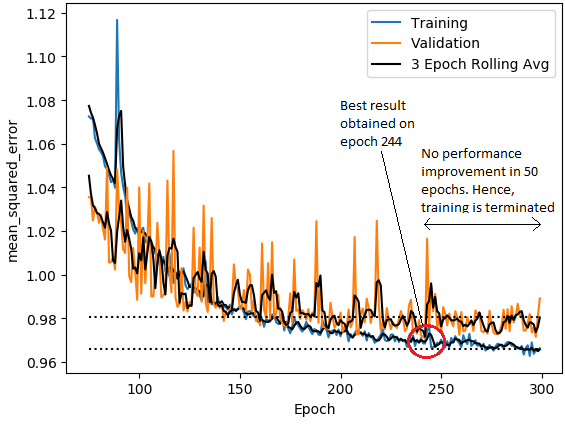 1.12
1.10
1.08
1.06
1.04
1.02
1.00
0.98
0.96
mean_squared_error
Training
Validation
3 Epoch Rolling Avg
Best result
obtained on
epoch 244
No performance
improvement in 50
epochs. Hence,
training is terminated
100
150
200
250
300
Epoch